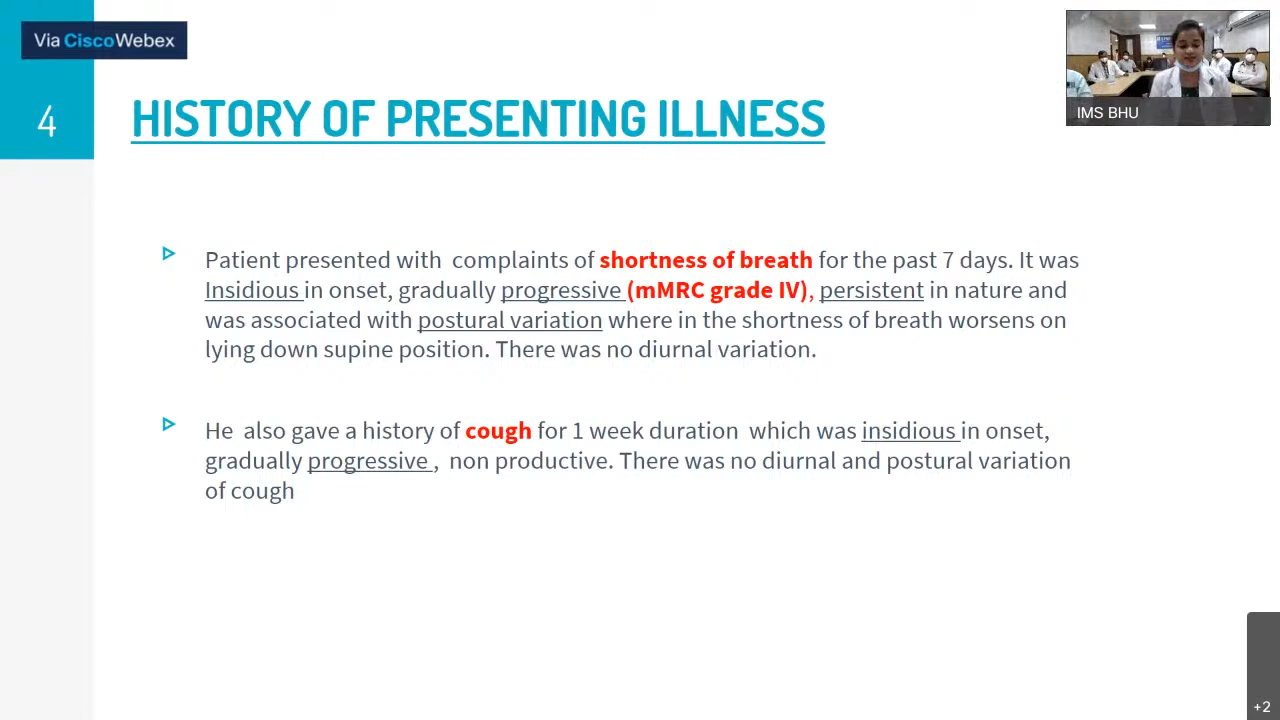 Via CiscoWebex
4
HISTORY OF PRESENTING ILLNESS
IMS BHU
Patient presented with complaints of shortness of breath for the past 7 days. It was
Insidious in onset, gradually progressive (mMRC grade IV), persistent in nature and
was associated with postural variation where in the shortness of breath worsens on
lying down supine position. There was no diurnal variation.
He also gave a history of cough for 1 week duration which was insidious in onset,
gradually progressive , non productive. There was no diurnal and postural variation
of cough
+2